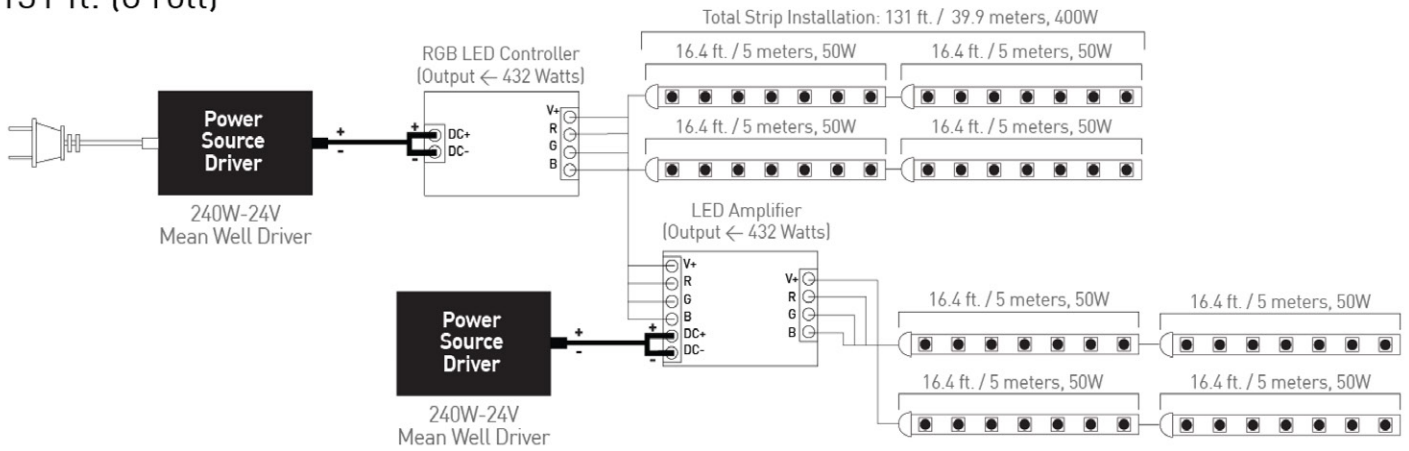 131 ft. (8 roll)
Total Strip Installation: 131 ft. / 39.9 meters, 400W
RGB LED Controller
(Output ← 432 Watts)
16.4 ft. / 5 meters, 50W
16.4 ft. / 5 meters, 50W
Power
Source
Driver
+
-
+
-
DC+
DC-
V+
R
G
B
16.4 ft. / 5 meters, 50W
16.4 ft. / 5 meters, 50W
240W-24V
Mean Well Driver
LED Amplifier
(Output ← 432 Watts)
V+
R
G
B
DC+
DC-
V+
R
G
B
Power
Source
Driver
+
-
+
-
16.4 ft. / 5 meters, 50W
16.4 ft. / 5 meters, 50W
16.4 ft. / 5 meters, 50W
16.4 ft. / 5 meters, 50W
240W-24V
Mean Well Driver